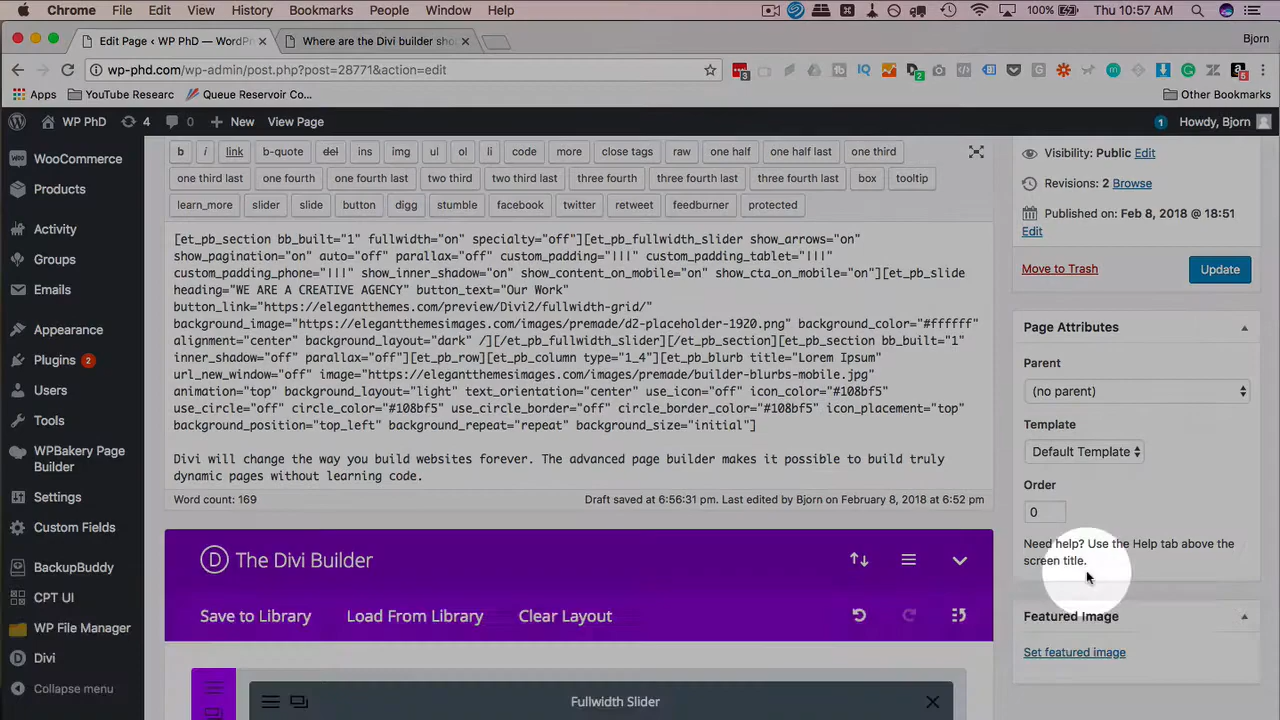 Chrome File Edit View History Bookmarks People Window Help 100% Thu 10:57 AM
Edit Page ‹ WP PhD — WordPr Where are the Divi builder sho
Bjorn
wp-phd.com/wp-admin/post.php?post=28771&action=edit
Apps YouTube Researc Queue Reservoir Co... Other Bookmarks
WP PhD 4 0 New View Page 1 Howdy, Bjorn
WooCommerce
Products
Activity
Groups
Emails
Appearance
Plugins 2
Users
Tools
WPBakery Page
Builder
Settings
Custom Fields
BackupBuddy
CPT UI
WP File Manager
Divi
Collapse menu
b i link b-quote del ins img ul ol li code more close tags raw one half one half last one third
one third last one fourth one fourth last two third two third last three fourth three fourth last three fourth last box tooltip
learn_more slider slide button digg stumble facebook twitter retweet feedburner protected
[et_pb_section bb_built="1" fullwidth="on" specialty="off"][et_pb_fullwidth_slider show_arrows="on"
show_pagination="on" auto="off" parallax="off" custom_padding="|||" custom_padding_tablet="|||"
custom_padding_phone="|||" show_inner_shadow="on" show_content_on_mobile="on" show_cta_on_mobile="on"][et_pb_slide
heading="WE ARE A CREATIVE AGENCY" button_text="Our Work"
button_link="https://elegantthemes.com/preview/Divi2/fullwidth-grid/"
background_image="https://elegantthemesimages.com/images/premade/d2-placeholder-1920.png" background_color="#ffffff"
alignment="center" background_layout="dark" /][/et_pb_fullwidth_slider][/et_pb_section][et_pb_section bb_built="1"
inner_shadow="off" parallax="off"][et_pb_row][et_pb_column type="1_4"][et_pb_blurb title="Lorem Ipsum"
url_new_window="off" image="https://elegantthemesimages.com/images/premade/builder-blurbs-mobile.jpg"
animation="top" background_layout="light" text_orientation="center" use_icon="off" icon_color="#108bf5"
use_circle="off" circle_color="#108bf5" use_circle_border="off" circle_border_color="#108bf5" icon_placement="top"
background_position="top_left" background_repeat="repeat" background_size="initial"]
Divi will change the way you build websites forever. The advanced page builder makes it possible to build truly
dynamic pages without learning code.
Word count: 169 Draft saved at 6:56:31 pm. Last edited by Bjorn on February 8, 2018 at 6:52 pm
D The Divi Builder
Save to Library Load From Library Clear Layout
Fullwidth Slider
Visibility: Public Edit
Revisions: 2 Browse
Published on: Feb 8, 2018 @ 18:51
Edit
Move to Trash Update
Page Attributes
Parent
(no parent)
Template
Default Template
Order
0
Need help? Use the Help tab above the
screen title.
Featured Image
Set featured image